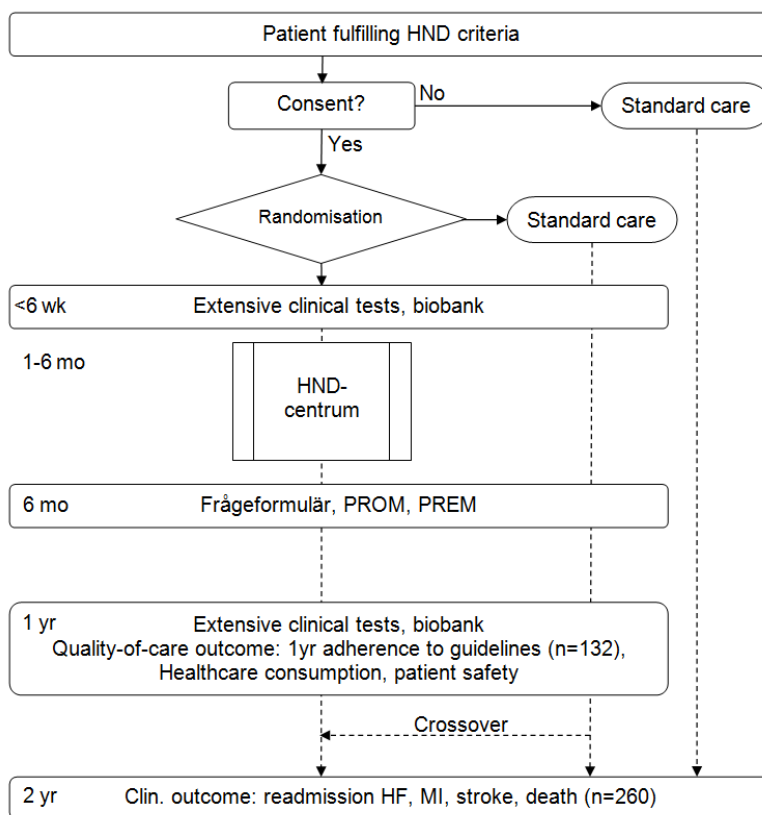 Patient fulfilling HND criteria
Consent?
No
Standard care
Yes
Randomisation
Standard care
<6 wk
Extensive clinical tests, biobank
1-6 mo
HND-
centrum
6 mo
Frågeformulär, PROM, PREM
1 yr
Extensive clinical tests, biobank
Quality-of-care outcome: 1yr adherence to guidelines (n=132),
Healthcare consumption, patient safety
Crossover
2 yr
Clin. outcome: readmission HF, MI, stroke, death (n=260)